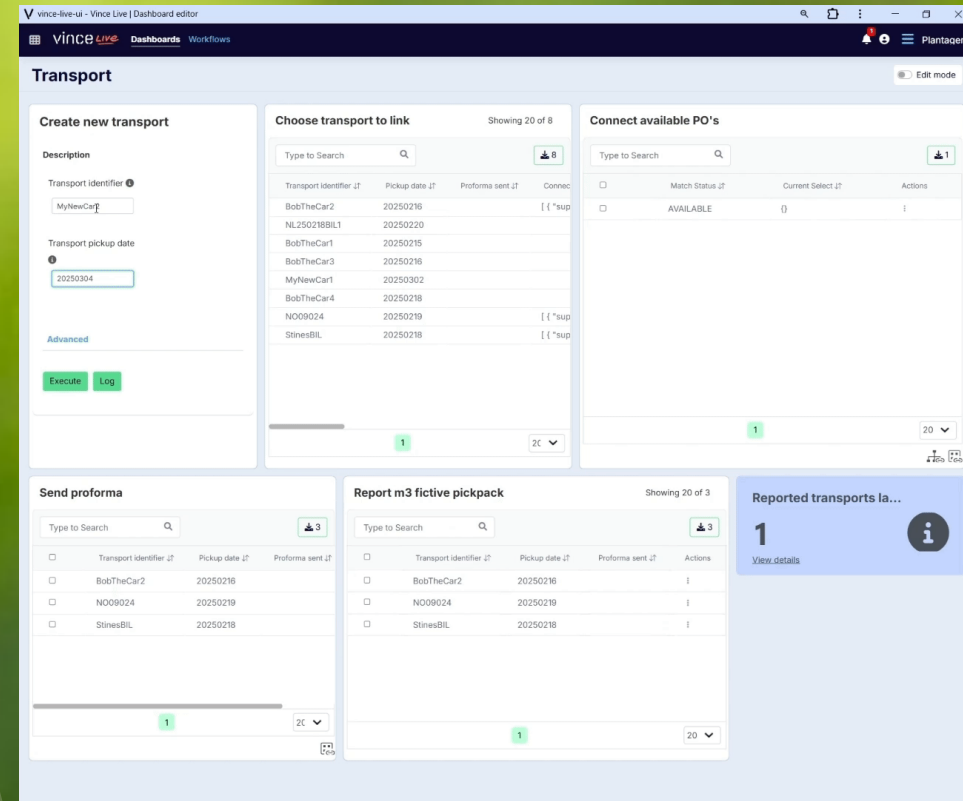 vince-live-ui - Vince Live | Dashboard editor
vince LIVE Dashboards Workflows 1 Plantagen
Transport Edit mode
Create new transport
Description
Transport identifier
Transport pickup date
20250304
Advanced
Execute Log
Choose transport to link Showing 20 of 8
Type to Search 8
Transport identifier Pickup date Proforma sent Connec
BobTheCar2 20250216 [ { "sup
NL250218BIL1 20250220
BobTheCar1 20250215
BobTheCar3 20250216
MyNewCar1 20250302
BobTheCar4 20250218
NO09024 20250219 [ { "sup
StinesBIL 20250218 [ { "sup
1 20
Connect available PO's
Type to Search 1
Match Status Current Select Actions
AVAILABLE {}
1 20
Send proforma
Type to Search 3
Transport identifier Pickup date Proforma sent
BobTheCar2 20250216
NO09024 20250219
StinesBIL 20250218
1 20
Report m3 fictive pickpack Showing 20 of 3
Type to Search 3
Transport identifier Pickup date Proforma sent Actions
BobTheCar2 20250216
NO09024 20250219
StinesBIL 20250218
1 20
Reported transports la...
1
View details